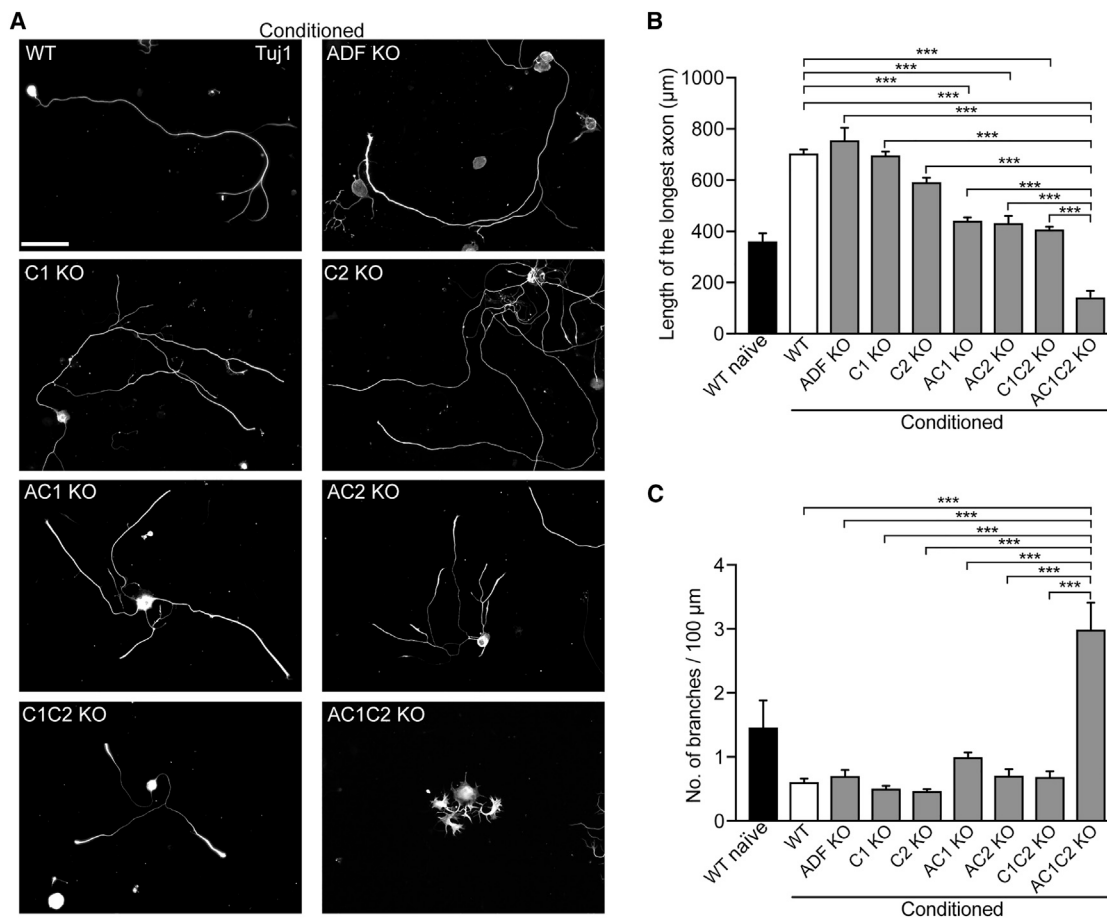 A
Conditioned
WT Tuj1
ADF KO
C1 KO
C2 KO
AC1 KO
AC2 KO
C1C2 KO
AC1C2 KO
B
***
***
***
***
***
***
***
***
***
***
Length of the longest axon (μm)
1000
800
600
400
200
0
WT naïve
WT
ADF KO
C1 KO
C2 KO
AC1 KO
AC2 KO
C1C2 KO
AC1C2 KO
Conditioned
C
***
***
***
***
***
***
***
No. of branches / 100 μm
4
3
2
1
0
WT naïve
WT
ADF KO
C1 KO
C2 KO
AC1 KO
AC2 KO
C1C2 KO
AC1C2 KO
Conditioned